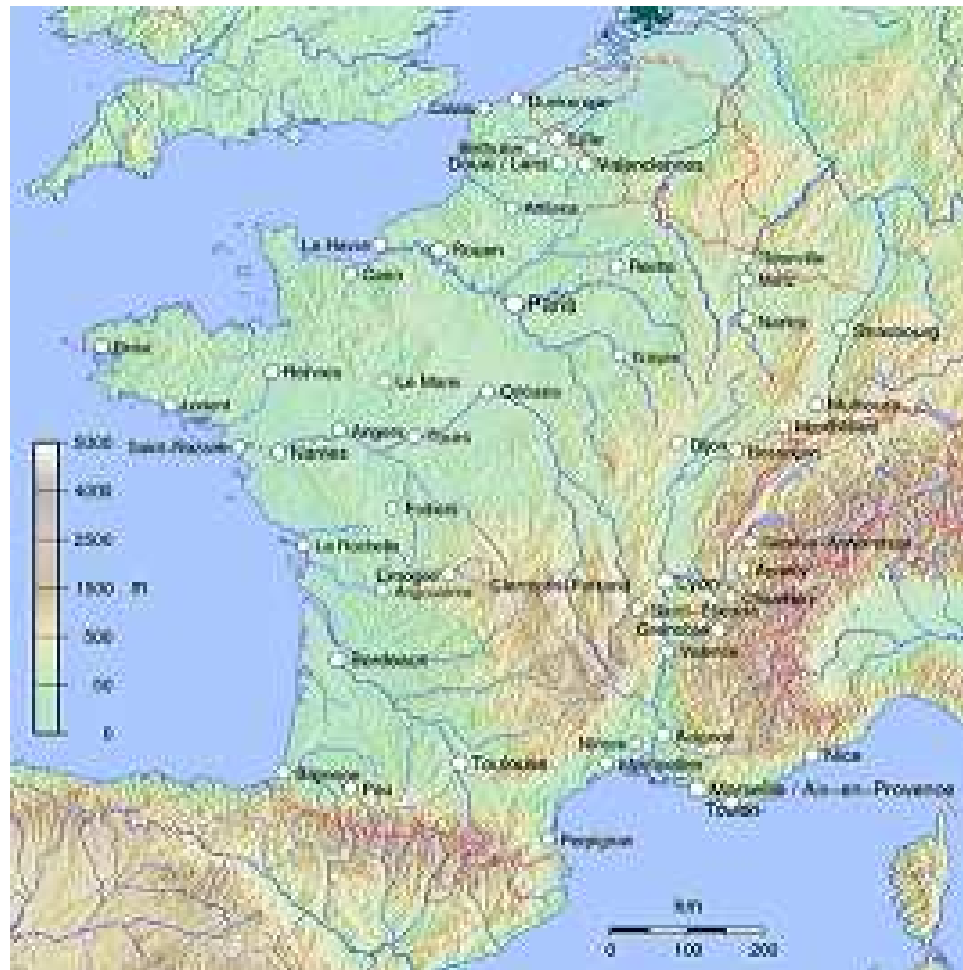 Calais
Dunkerque
Lille
Béthune
Douai / Lens
Valenciennes
Amiens
Le Havre
Rouen
Caen
Reims
Thionville
Metz
Paris
Nancy
Strasbourg
Brest
Troyes
Rennes
Le Mans
Orléans
Lorient
Mulhouse
Angers
Tours
Montbéliard
Saint-Nazaire
Nantes
Dijon
Besançon
5000
4000
2500
1500 m
500
50
0
Poitiers
La Rochelle
Genève-Annemasse
Limoges
Angoulême
Clermont-Ferrand
Lyon
Annecy
Chambéry
Saint-Etienne
Grenoble
Valence
Bordeaux
Avignon
Nîmes
Montpellier
Nice
Toulouse
Bayonne
Pau
Marseille / Aix-en-Provence
Toulon
Perpignan
km
0 100 200